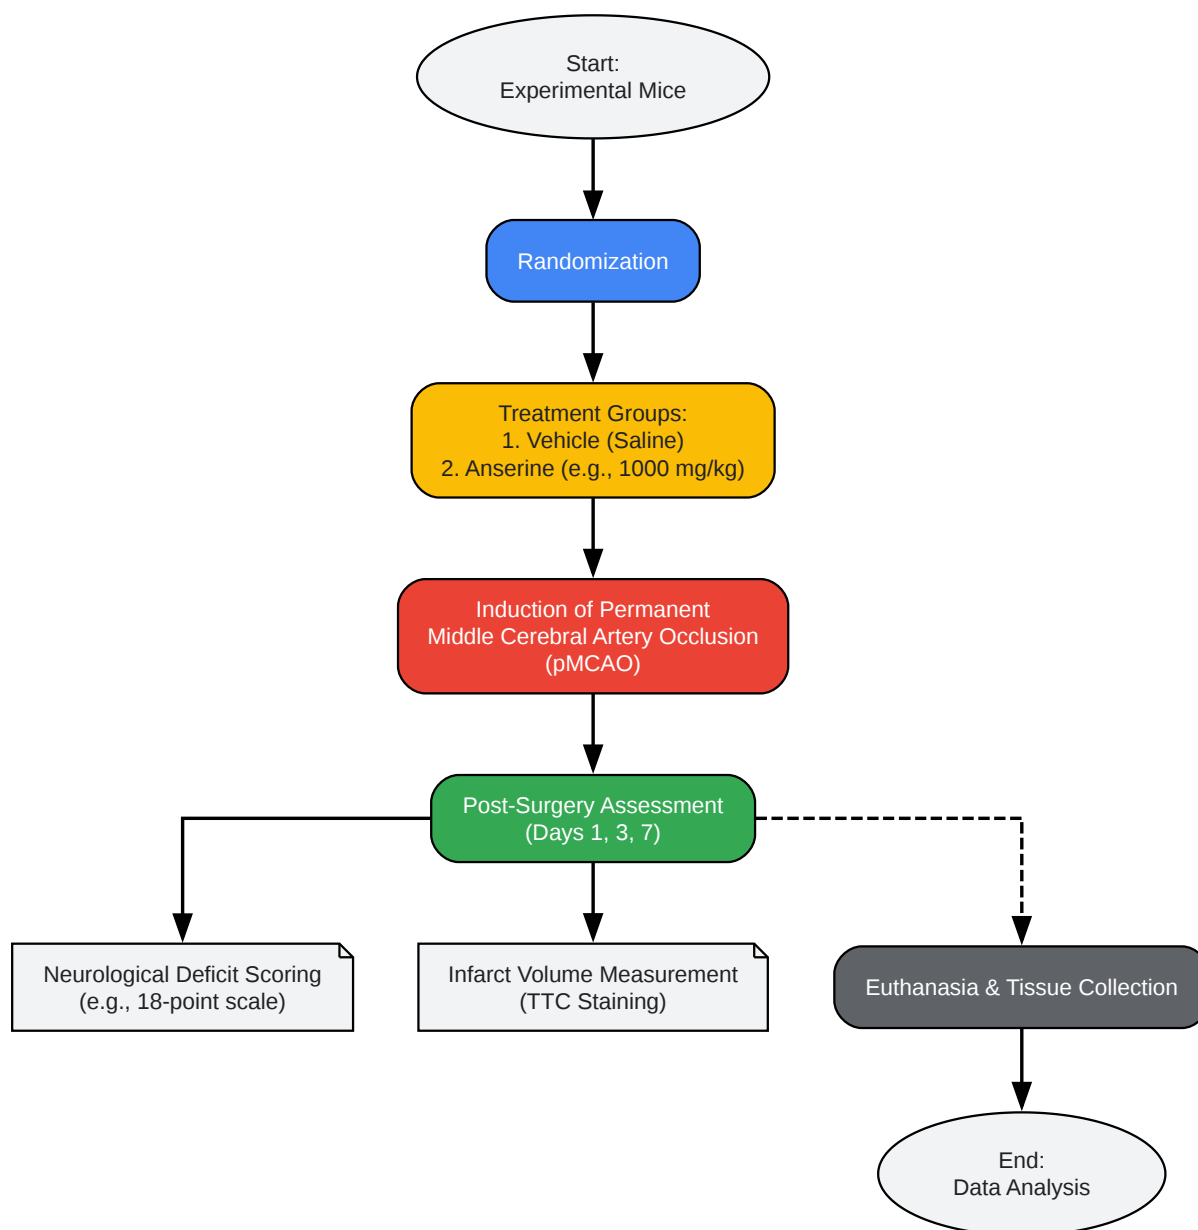 Start:
Experimental Mice
Randomization
Treatment Groups:
1. Vehicle (Saline)
2. Anserine (e.g., 1000 mg/kg)
Induction of Permanent
Middle Cerebral Artery Occlusion
(pMCAO)
Post-Surgery Assessment
(Days 1, 3, 7)
Neurological Deficit Scoring
(e.g., 18-point scale)
Infarct Volume Measurement
(TTC Staining)
Euthanasia & Tissue Collection
End:
Data Analysis